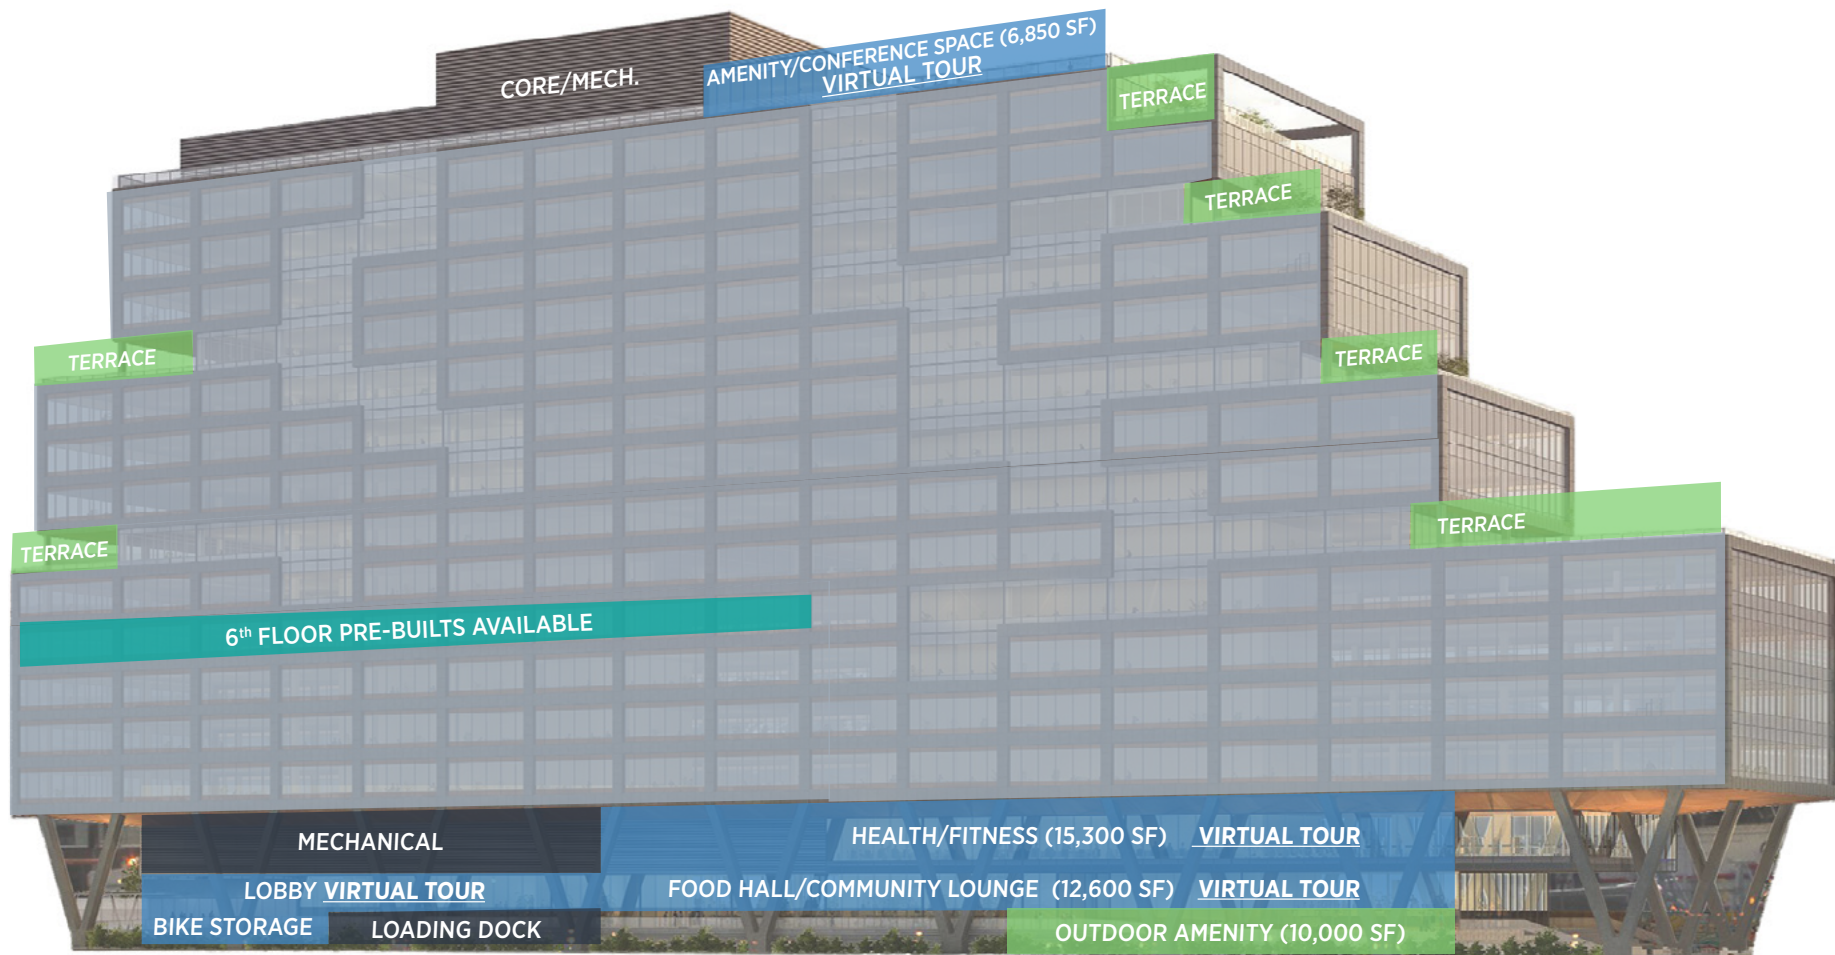 AMENITY/CONFERENCE SPACE (6,850 SF)
VIRTUAL TOUR
CORE/MECH.
TERRACE
TERRACE
TERRACE
TERRACE
TERRACE
TERRACE
6th FLOOR PRE-BUILTS AVAILABLE
MECHANICAL
HEALTH/FITNESS (15,300 SF) VIRTUAL TOUR
LOBBY VIRTUAL TOUR
FOOD HALL/COMMUNITY LOUNGE (12,600 SF) VIRTUAL TOUR
BIKE STORAGE
LOADING DOCK
OUTDOOR AMENITY (10,000 SF)